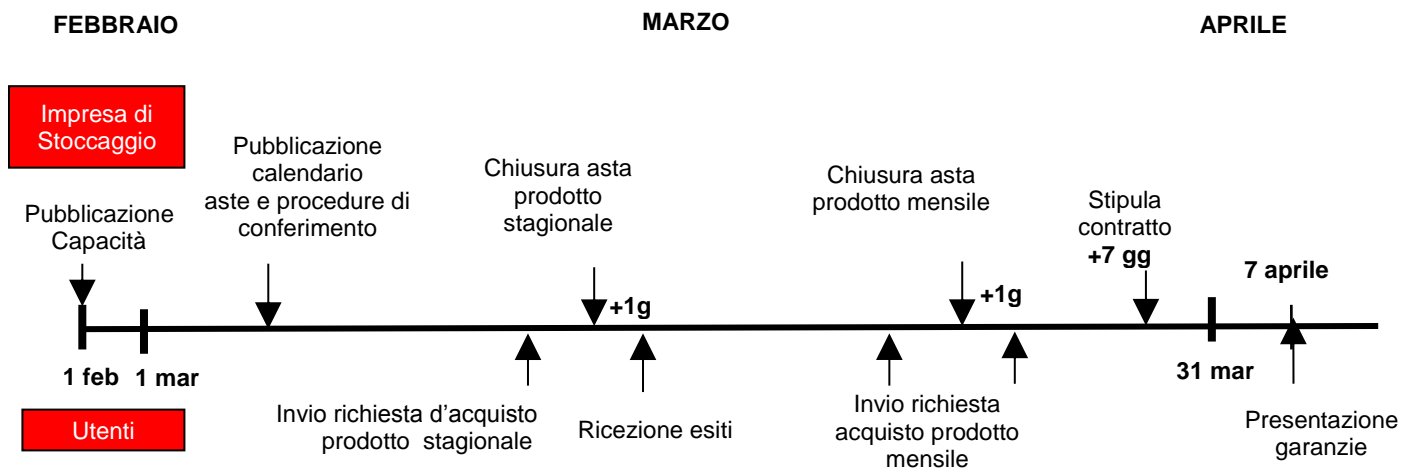 FEBBRAIO
MARZO
APRILE
Impresa di
Stoccaggio
Pubblicazione
Capacità
Pubblicazione
calendario
aste e procedure di
conferimento
Chiusura asta
prodotto
stagionale
Chiusura asta
prodotto mensile
Stipula
contratto
+7 gg
7 aprile
+1g
+1g
1 feb
1 mar
31 mar
Utenti
Invio richiesta d'acquisto
prodotto stagionale
Ricezione esiti
Invio richiesta
acquisto prodotto
mensile
Presentazione
garanzie